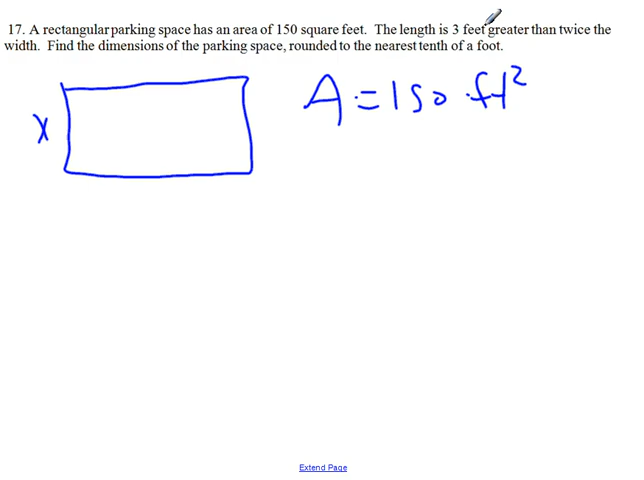 17. A rectangular parking space has an area of 150 square feet. The length is 3 feet greater than twice the
width. Find the dimensions of the parking space, rounded to the nearest tenth of a foot.
A = 150 ft²
x
Extend Page